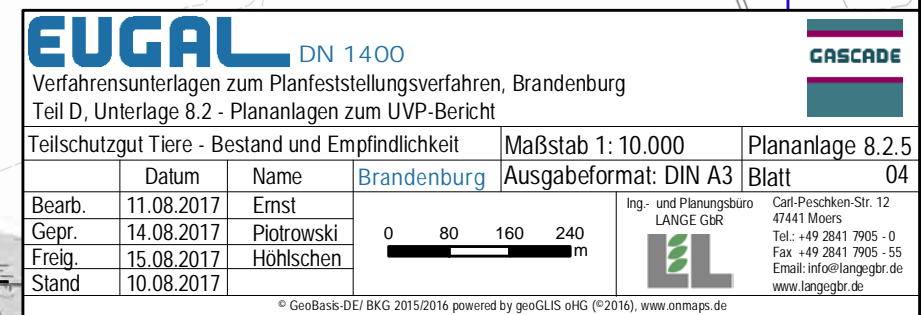 EUGAL DN 1400
GASCADE
Verfahrensunterlagen zum Planfeststellungsverfahren, Brandenburg
Teil D, Unterlage 8.2 - Plananlagen zum UVP-Bericht
Teilschutzgut Tiere - Bestand und Empfindlichkeit Maßstab 1: 10.000 Plananlage 8.2.5
Datum Name Brandenburg Ausgabeformat: DIN A3 Blatt 04
Bearb. 11.08.2017 Ernst
Gepr. 14.08.2017 Piotrowski
Freig. 15.08.2017 Höhlschen
Stand 10.08.2017
0 80 160 240
m
Ing.- und Planungsbüro
LANGE GbR
Carl-Peschken-Str. 12
47441 Moers
Tel.: +49 2841 7905 - 0
Fax +49 2841 7905 - 55
Email: info@langegbr.de
www.langegbr.de
© GeoBasis-DE/ BKG 2015/2016 powered by geoGLIS oHG (©2016), www.onmaps.de